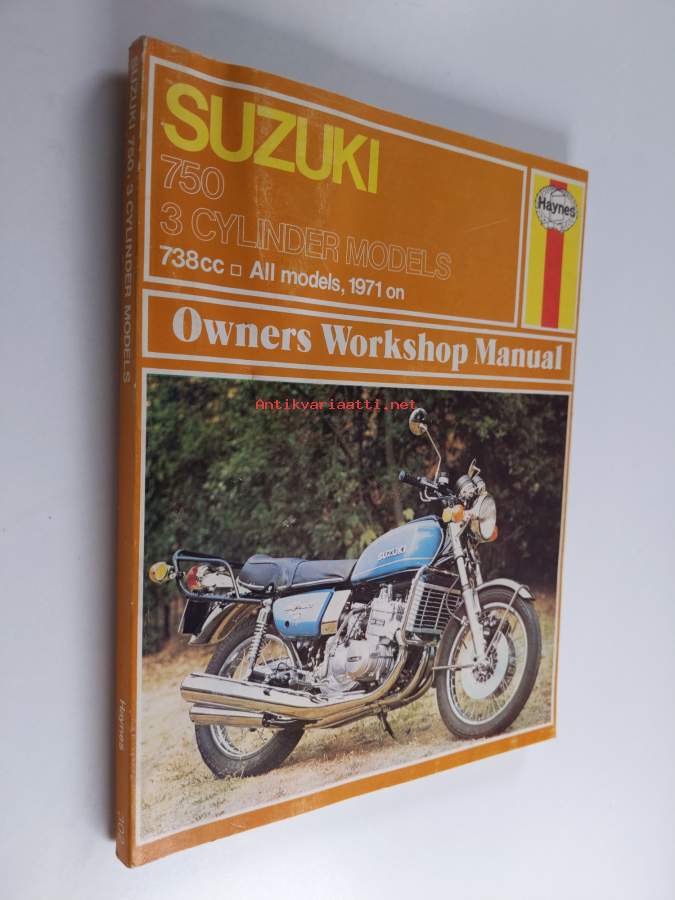 SUZUKI
750
3 CYLINDER MODELS
738cc □ All models, 1971 on
Haynes
Owners Workshop Manual
Antikvariaatti.net
SUZUKI
SUZUKI 750 · 3 CYLINDER MODELS
Haynes
302